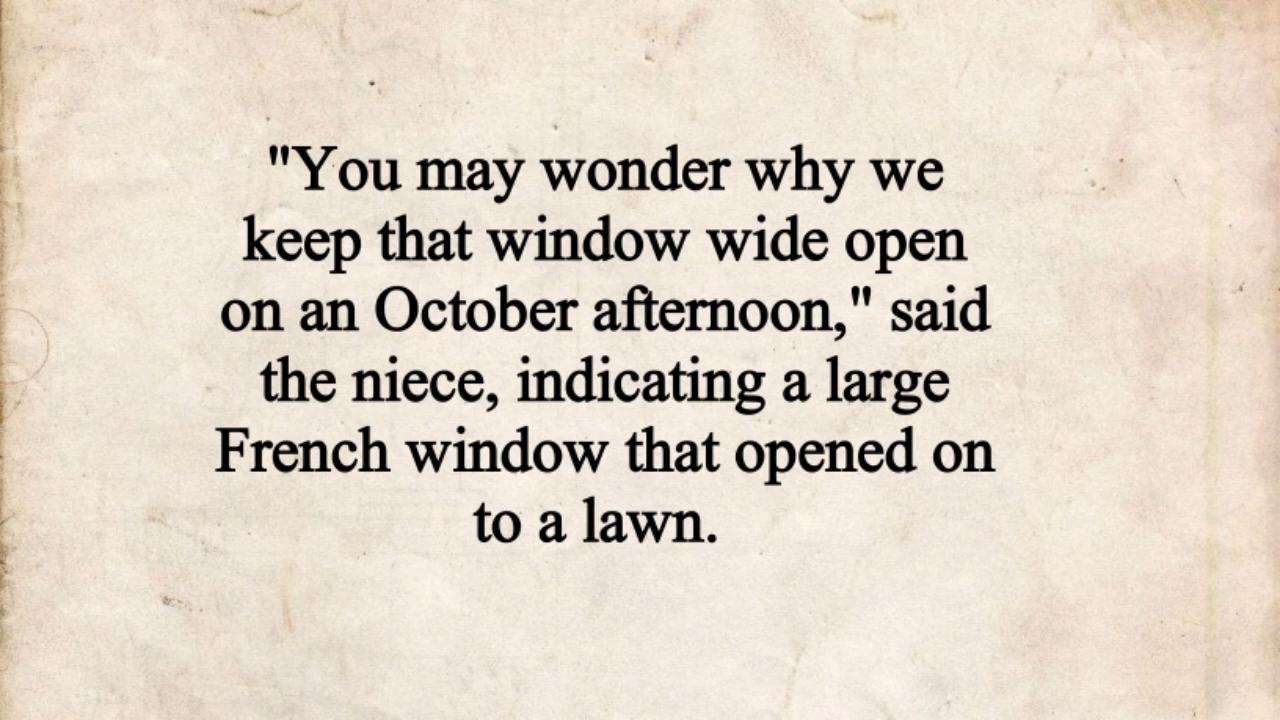 "You may wonder why we
keep that window wide open
on an October afternoon," said
the niece, indicating a large
French window that opened on
to a lawn.